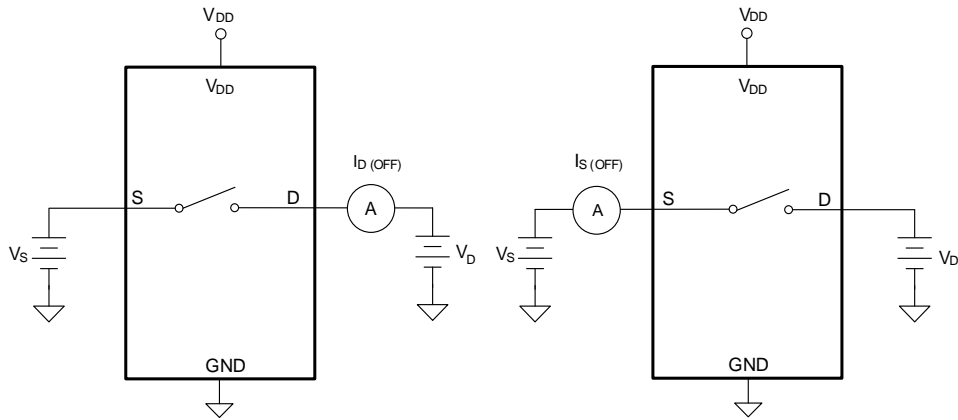 VDD
VDD
ID (OFF)
S
D
A
VS
VD
GND
VDD
VDD
IS (OFF)
A
S
D
VS
VD
GND